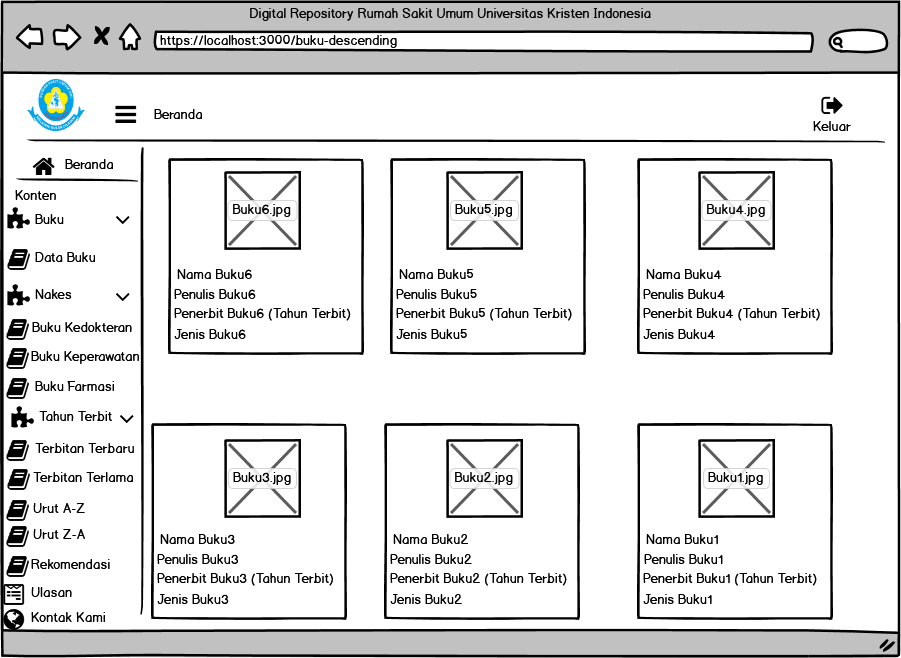 Digital Repository Rumah Sakit Umum Universitas Kristen Indonesia
https://localhost:3000/buku-descending
Beranda
Keluar
Beranda
Konten
Buku
Data Buku
Nakes
Buku Kedokteran
Buku Keperawatan
Buku Farmasi
Tahun Terbit
Terbitan Terbaru
Terbitan Terlama
Urut A-Z
Urut Z-A
Rekomendasi
Ulasan
Kontak Kami
Buku6.jpg
Nama Buku6
Penulis Buku6
Penerbit Buku6 (Tahun Terbit)
Jenis Buku6
Buku5.jpg
Nama Buku5
Penulis Buku5
Penerbit Buku5 (Tahun Terbit)
Jenis Buku5
Buku4.jpg
Nama Buku4
Penulis Buku4
Penerbit Buku4 (Tahun Terbit)
Jenis Buku4
Buku3.jpg
Nama Buku3
Penulis Buku3
Penerbit Buku3 (Tahun Terbit)
Jenis Buku3
Buku2.jpg
Nama Buku2
Penulis Buku2
Penerbit Buku2 (Tahun Terbit)
Jenis Buku2
Buku1.jpg
Nama Buku1
Penulis Buku1
Penerbit Buku1 (Tahun Terbit)
Jenis Buku1